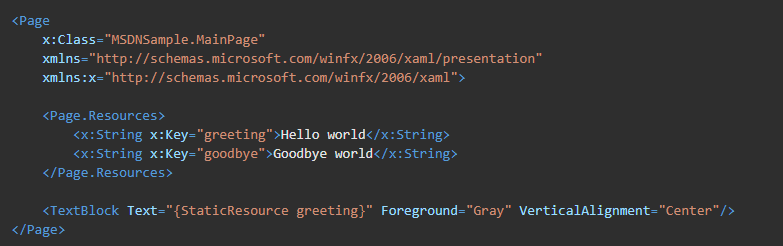 <Page
x:Class="MSDNSample.MainPage"
xmlns="http://schemas.microsoft.com/winfx/2006/xaml/presentation"
xmlns:x="http://schemas.microsoft.com/winfx/2006/xaml">
<Page.Resources>
<x:String x:Key="greeting">Hello world</x:String>
<x:String x:Key="goodbye">Goodbye world</x:String>
</Page.Resources>
<TextBlock Text="{StaticResource greeting}" Foreground="Gray" VerticalAlignment="Center"/>
</Page>